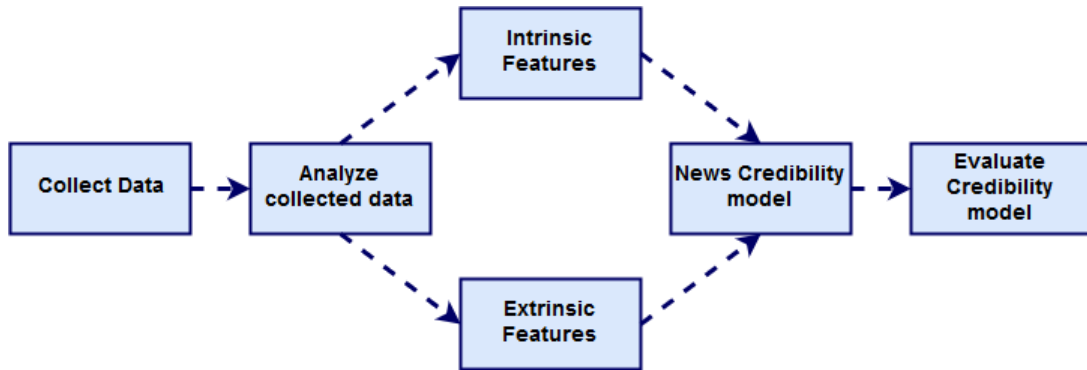 Intrinsic
Features
Collect Data
Analyze
collected data
News Credibility
model
Evaluate
Credibility
model
Extrinsic
Features